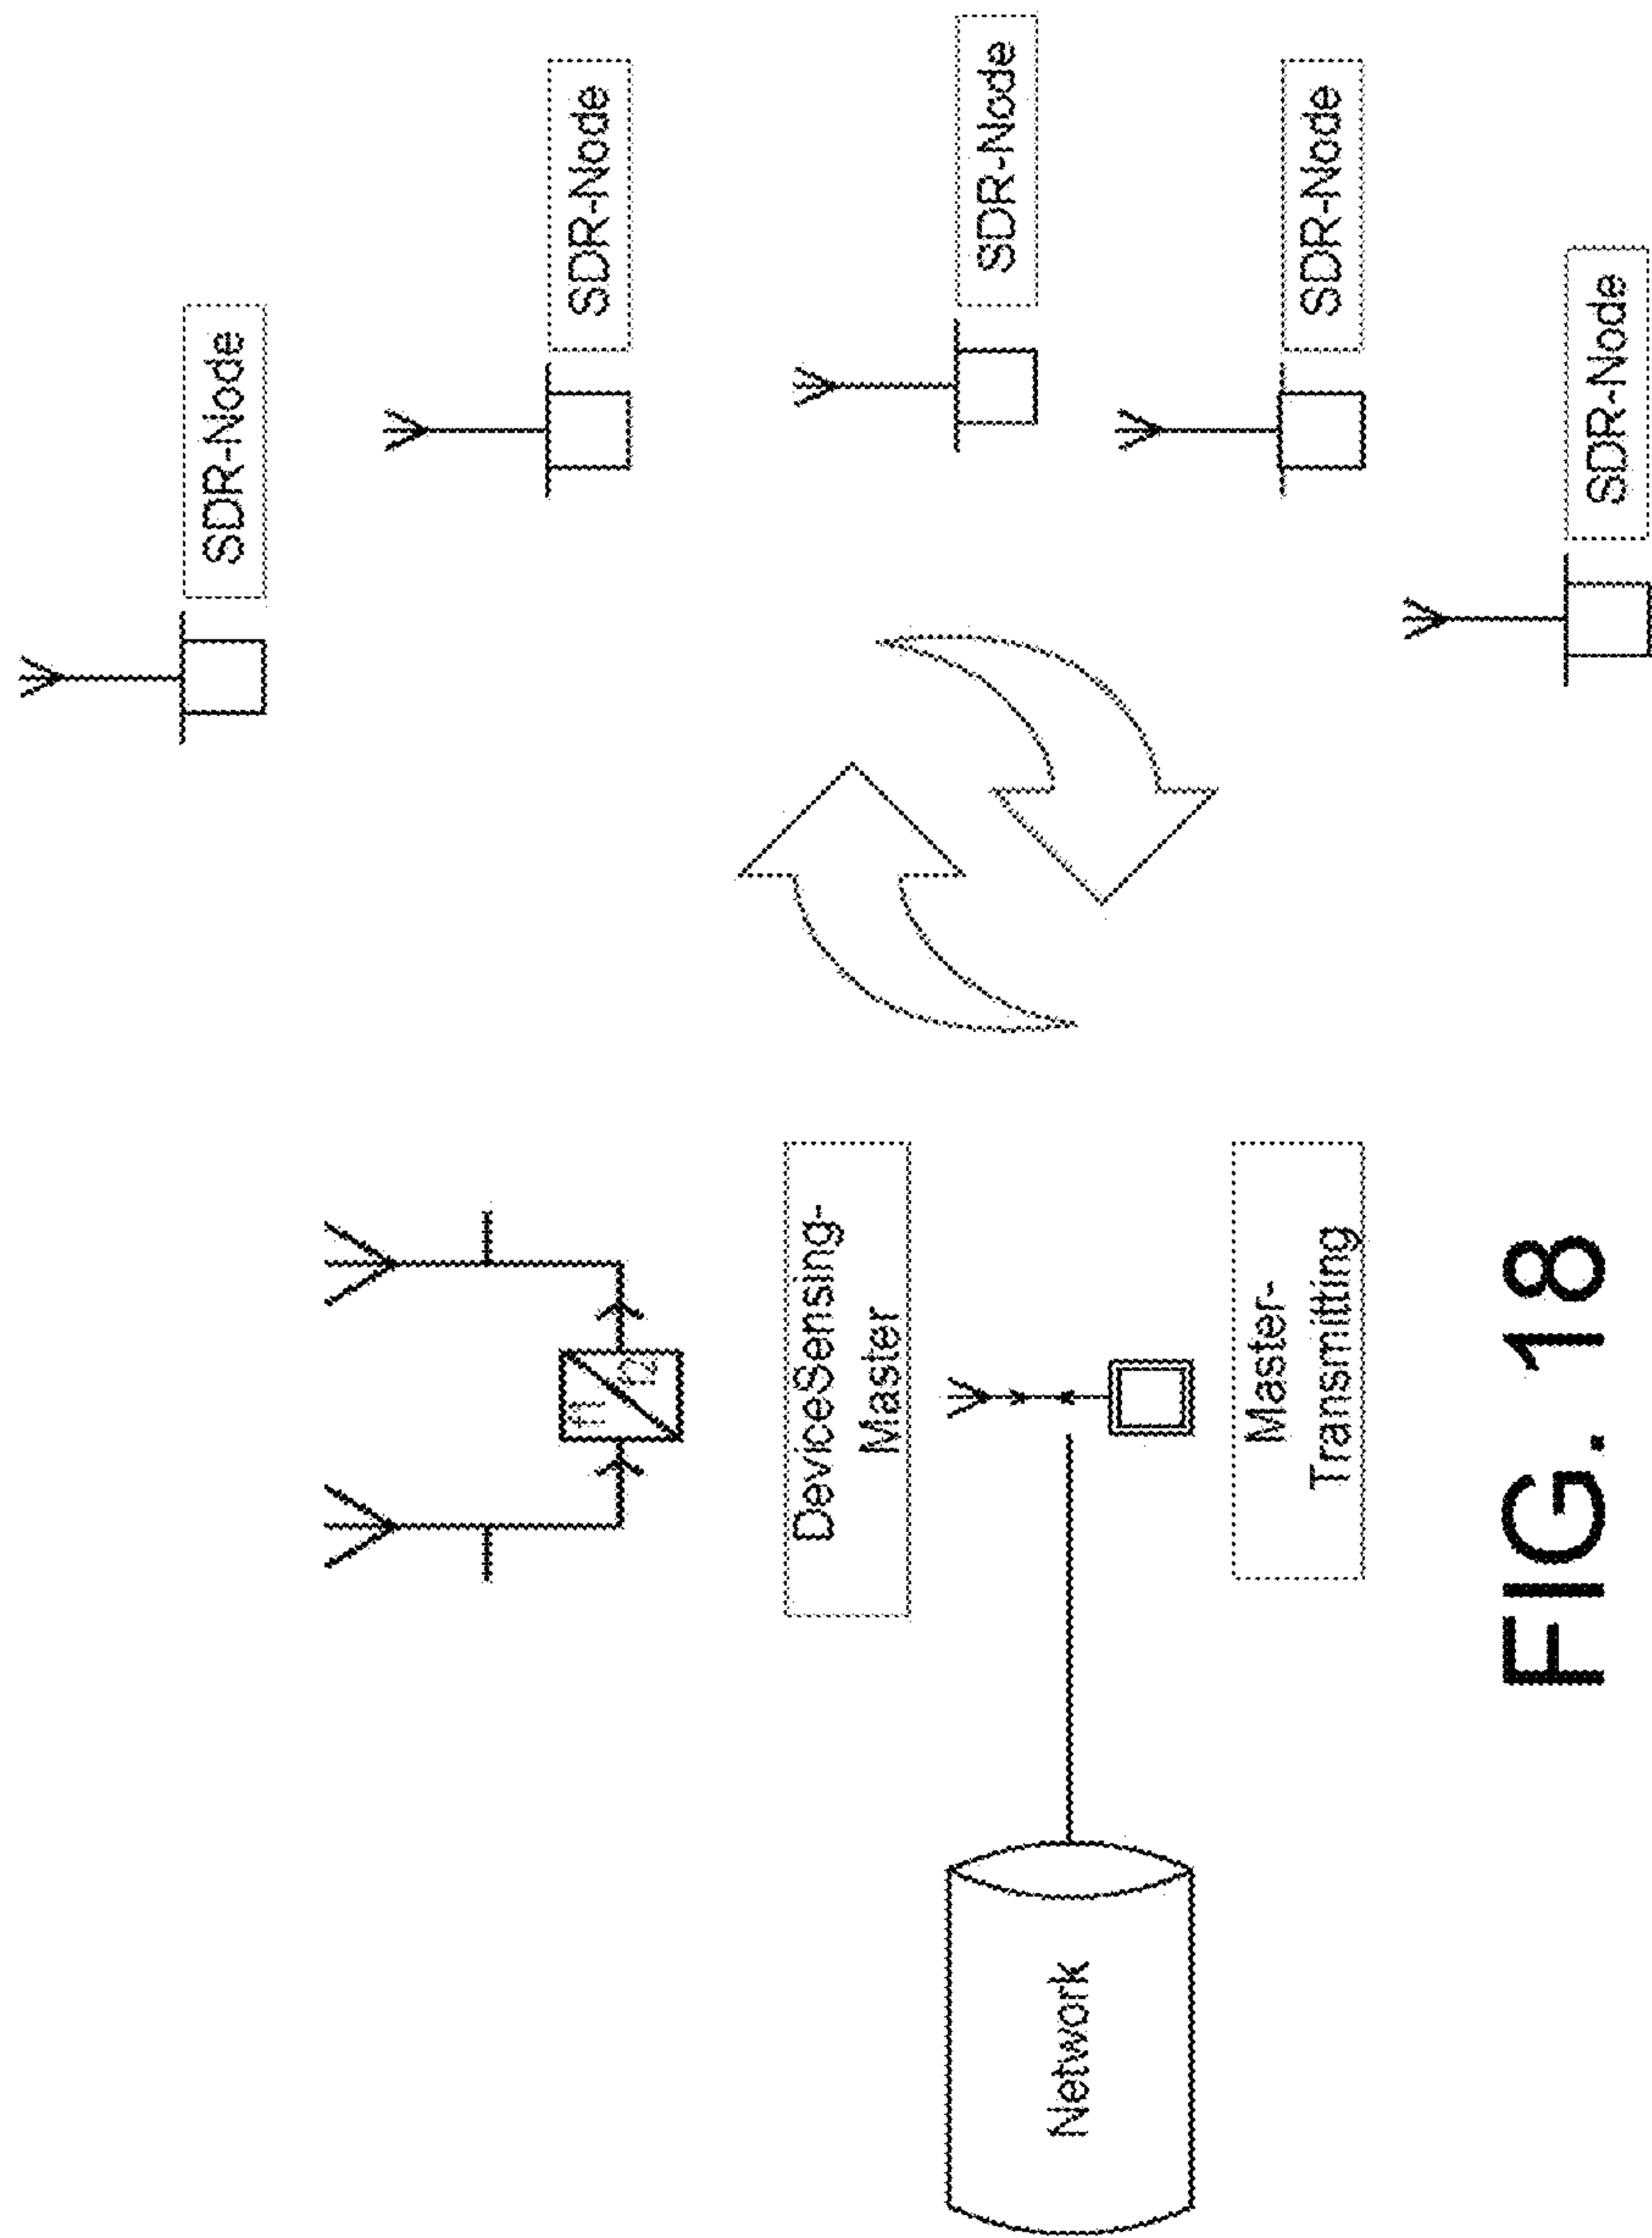 SDR-Node
SDR-Node
SDR-Node
SDR-Node
SDR-Node
f1
f2
DeviceSensing-
Master
Master-
Transmitting
Network
FIG. 18